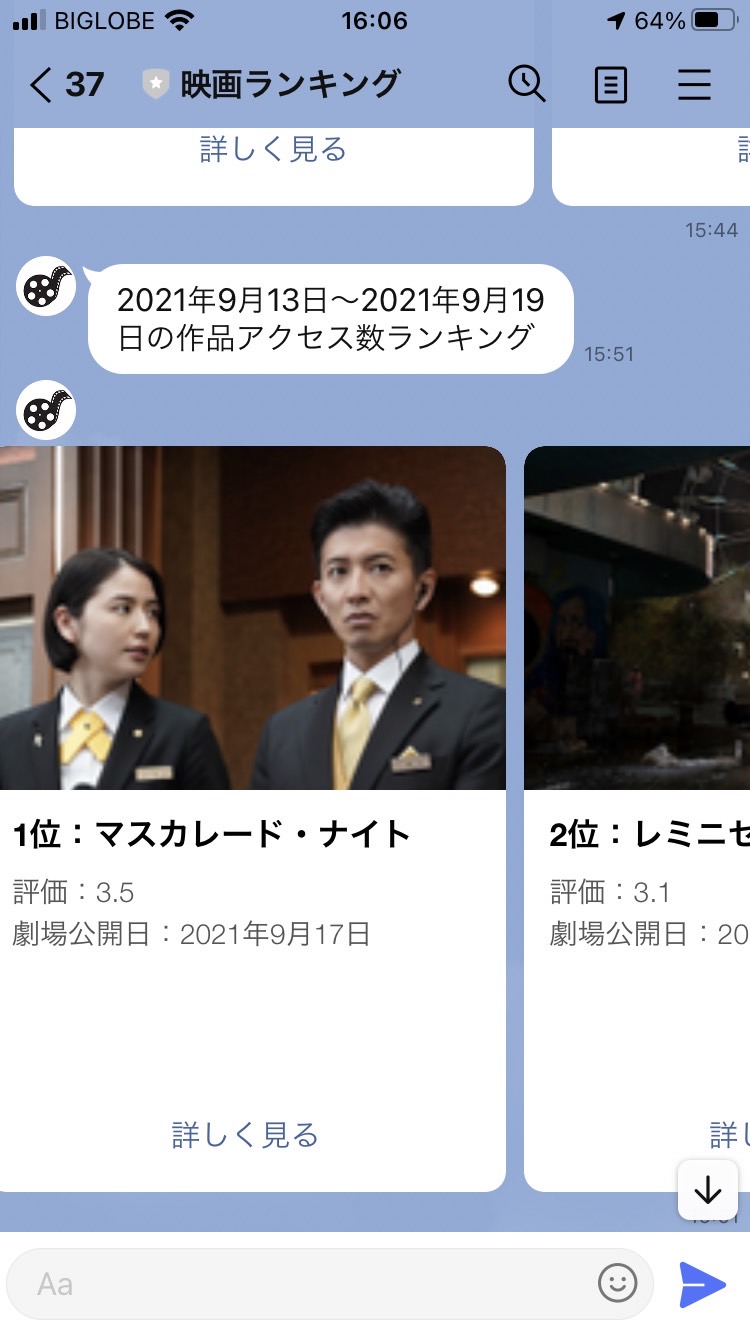 BIGLOBE 16:06 64%
37 映画ランキング
詳しく見る
15:44
2021年9月13日〜2021年9月19
日の作品アクセス数ランキング
15:51
1位：マスカレード・ナイト
評価：3.5
劇場公開日：2021年9月17日
詳しく見る
2位：レミニセ
評価：3.1
劇場公開日：20
詳し
Aa